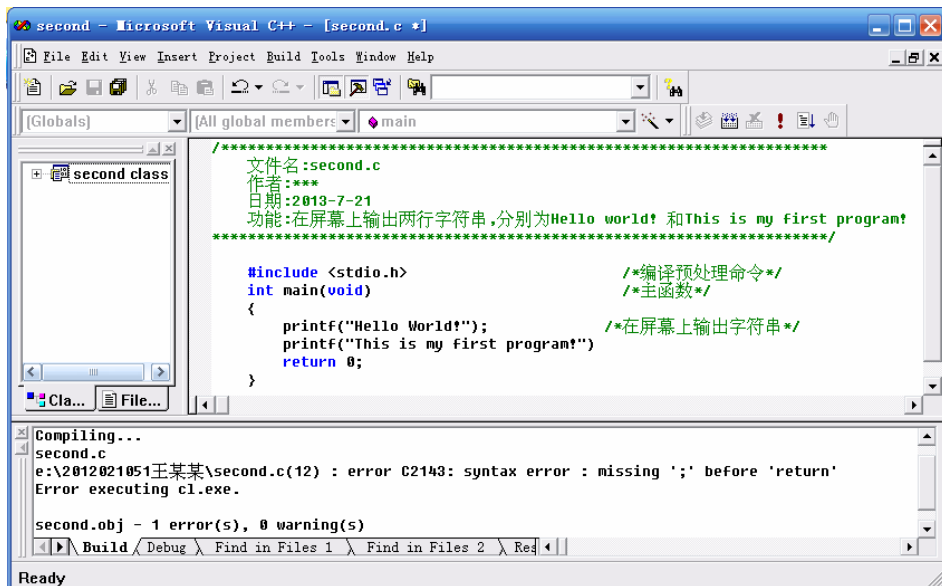 second - Microsoft Visual C++ - [second.c *]
File Edit View Insert Project Build Tools Window Help
(Globals) [All global members main
second class
/*********************************************************************
文件名:second.c
作者:***
日期:2013-7-21
功能:在屏幕上输出两行字符串,分别为Hello world! 和This is my first program!
**********************************************************************/
#include <stdio.h> /*编译预处理命令*/
int main(void) /*主函数*/
{
printf("Hello World!"); /*在屏幕上输出字符串*/
printf("This is my first program!")
return 0;
}
Cla... File...
Compiling...
second.c
e:\2012021051王某某\second.c(12) : error C2143: syntax error : missing ';' before 'return'
Error executing cl.exe.
second.obj - 1 error(s), 0 warning(s)
Build Debug Find in Files 1 Find in Files 2 Res
Ready